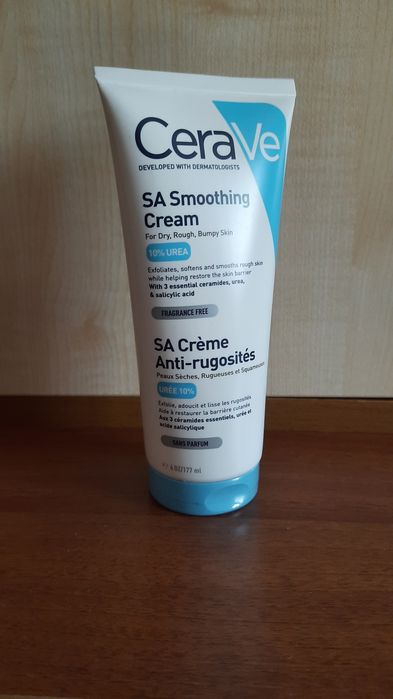 CeraVe
DEVELOPED WITH DERMATOLOGISTS
SA Smoothing
Cream
For Dry, Rough, Bumpy Skin
10% UREA
Exfoliates, softens and smooths rough skin
while helping restore the skin barrier
With 3 essential ceramides, urea,
& salicylic acid
FRAGRANCE FREE
SA Crème
Anti-rugosités
Peaux Sèches, Rugueuses et Squameuses
URÉE 10%
Exfolie, adoucit et lisse les rugosités
Aide à restaurer la barrière cutanée
Aux 3 céramides essentiels, urée et
acide salicylique
SANS PARFUM
6 OZ/177 ml